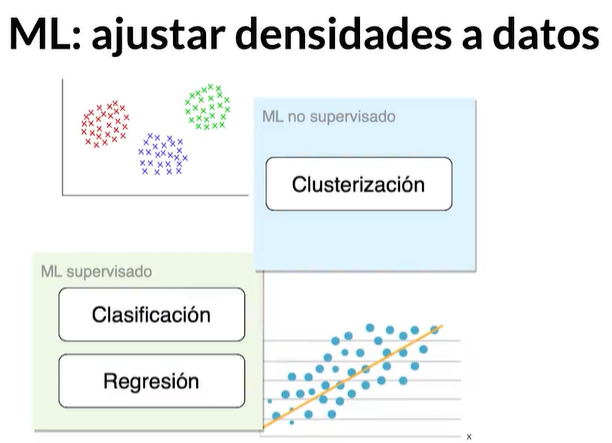 ML: ajustar densidades a datos
ML no supervisado
Clusterización
ML supervisado
Clasificación
Regresión
x